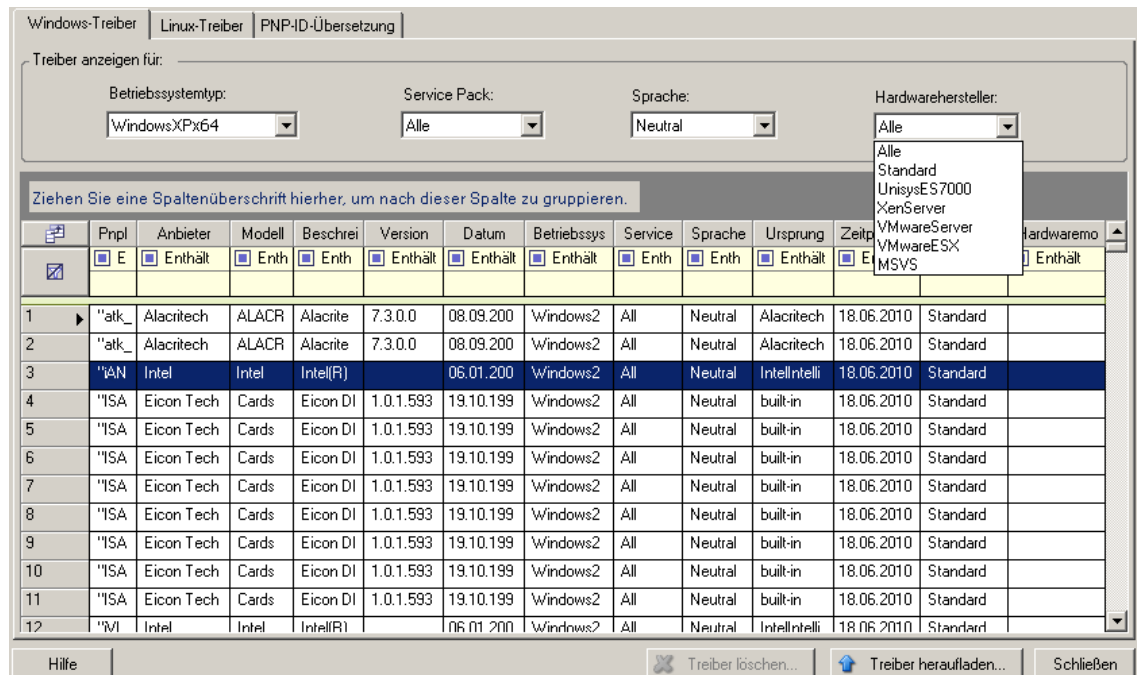 Windows-Treiber Linux-Treiber PNP-ID-Übersetzung
Treiber anzeigen für:
Betriebssystemtyp: Service Pack: Sprache: Hardwarehersteller:
WindowsXPx64 Alle Neutral Alle
Alle
Standard
UnisysES7000
XenServer
VMwareServer
VMwareESX
MSVS
Ziehen Sie eine Spaltenüberschrift hierher, um nach dieser Spalte zu gruppieren.
Pnpl Anbieter Modell Beschrei Version Datum Betriebssys Service Sprache Ursprung Zeitp Hardwaremo
E Enthält Enth Enth Enthält Enthält Enthält Enth Enth Enthält E Enthält
1 "atk_ Alacritech ALACR Alacrite 7.3.0.0 08.09.200 Windows2 All Neutral Alacritech 18.06.2010 Standard
2 "atk_ Alacritech ALACR Alacrite 7.3.0.0 08.09.200 Windows2 All Neutral Alacritech 18.06.2010 Standard
3 "iAN Intel Intel Intel(R) 06.01.200 Windows2 All Neutral IntelIntelli 18.06.2010 Standard
4 "ISA Eicon Tech Cards Eicon DI 1.0.1.593 19.10.199 Windows2 All Neutral built-in 18.06.2010 Standard
5 "ISA Eicon Tech Cards Eicon DI 1.0.1.593 19.10.199 Windows2 All Neutral built-in 18.06.2010 Standard
6 "ISA Eicon Tech Cards Eicon DI 1.0.1.593 19.10.199 Windows2 All Neutral built-in 18.06.2010 Standard
7 "ISA Eicon Tech Cards Eicon DI 1.0.1.593 19.10.199 Windows2 All Neutral built-in 18.06.2010 Standard
8 "ISA Eicon Tech Cards Eicon DI 1.0.1.593 19.10.199 Windows2 All Neutral built-in 18.06.2010 Standard
9 "ISA Eicon Tech Cards Eicon DI 1.0.1.593 19.10.199 Windows2 All Neutral built-in 18.06.2010 Standard
10 "ISA Eicon Tech Cards Eicon DI 1.0.1.593 19.10.199 Windows2 All Neutral built-in 18.06.2010 Standard
11 "ISA Eicon Tech Cards Eicon DI 1.0.1.593 19.10.199 Windows2 All Neutral built-in 18.06.2010 Standard
12 "iVL Intel Intel Intel(R) 06.01.200 Windows2 All Neutral IntelIntelli 18.06.2010 Standard
Hilfe Treiber löschen... Treiber heraufladen... Schließen